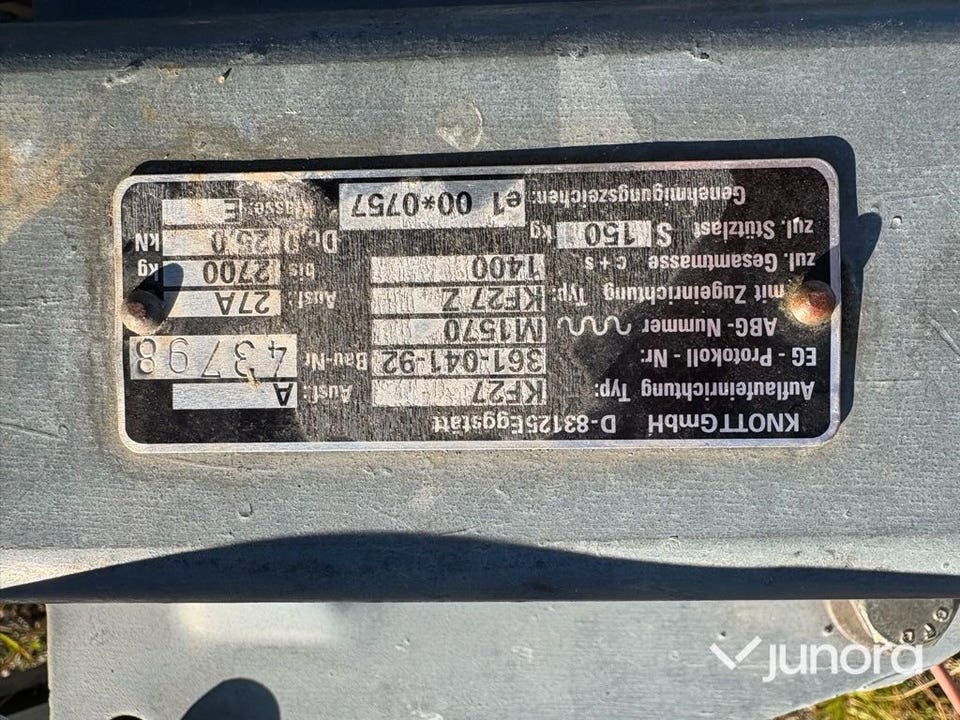 KNOTT GmbH D-83125 Eggstätt
Auflaufeinrichtung Typ: KF27 Ausf.: A
EG - Protokoll - Nr: 361-041-92 Bau-Nr 43798
ABG - Nummer M1570
mit Zugeinrichtung Typ: KF27 Z Ausf: 27A
zul. Gesamtmasse c + s 1400 bis 2700 kg
zul. Stützlast S 150 kg Dc,D 25.0 kN
Genehmigungszeichen: e1 00*0757 Klasse: E
junora